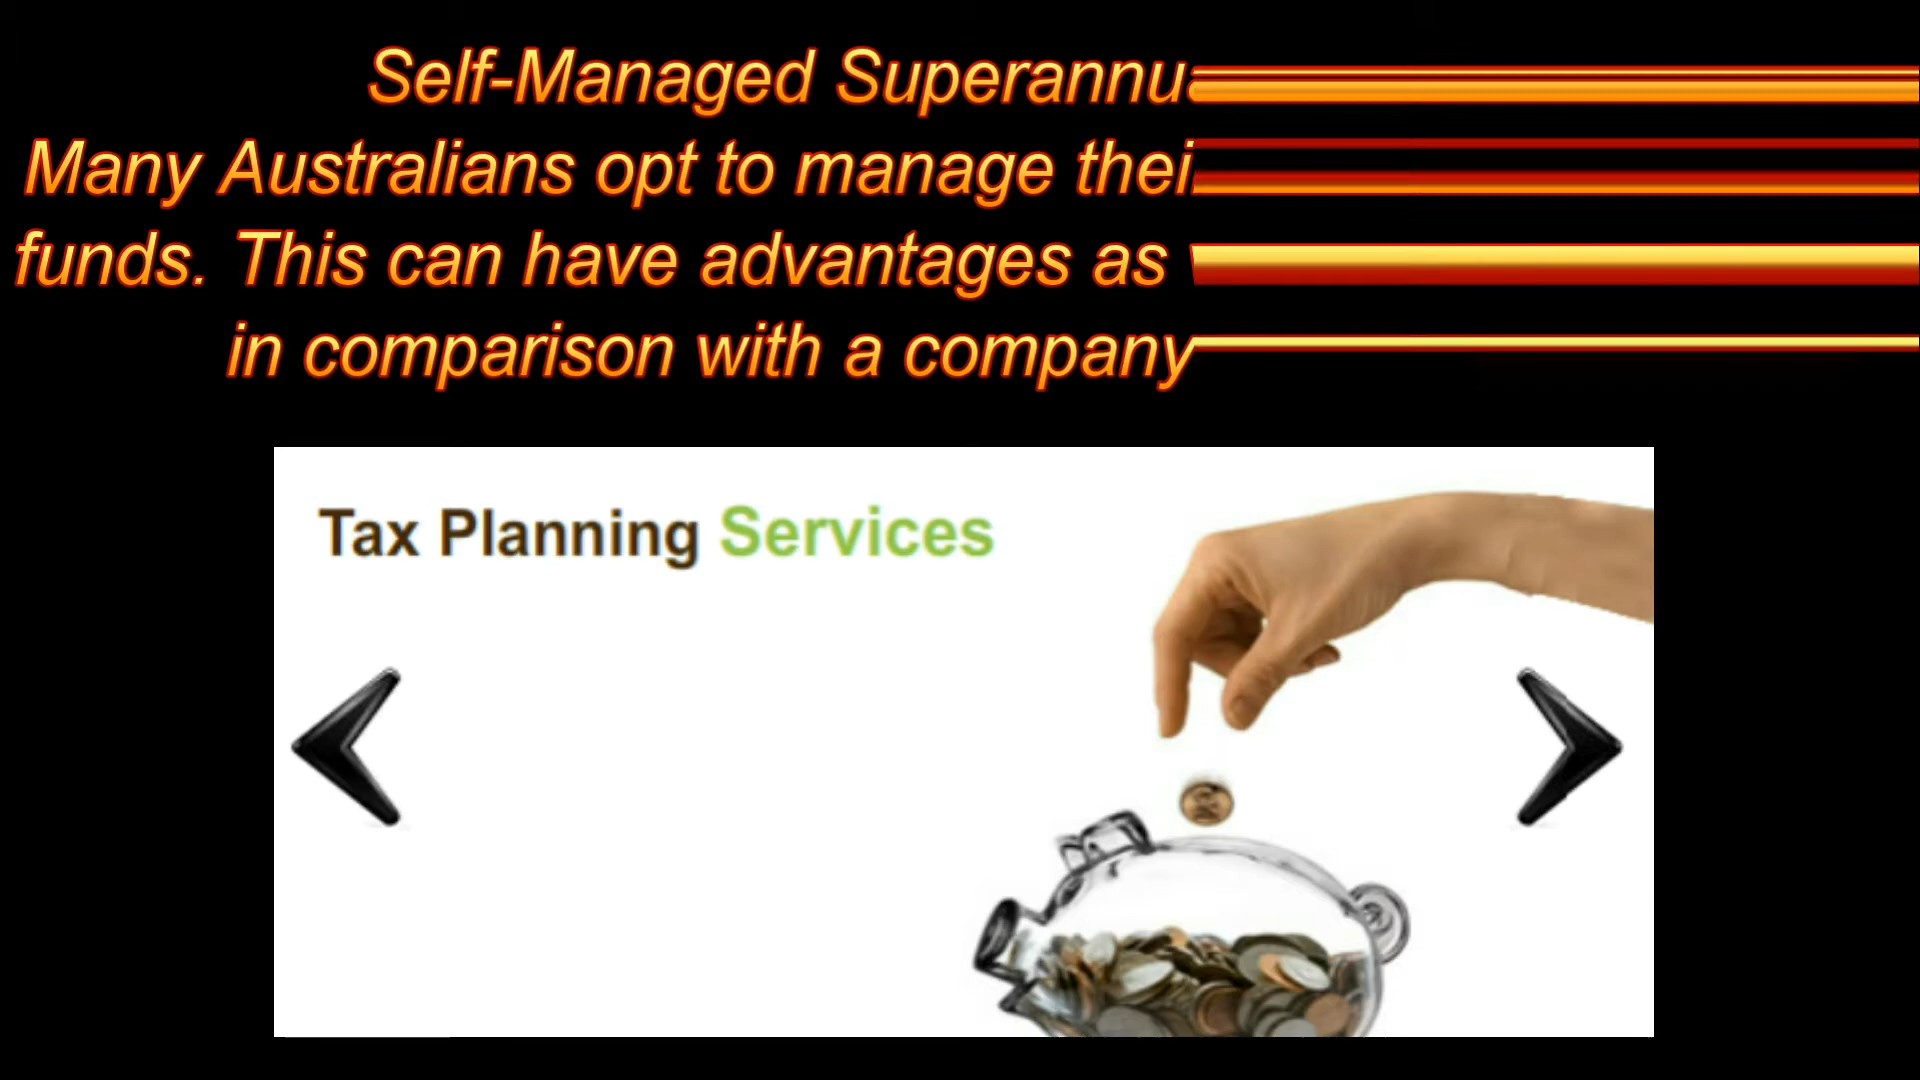 Self-Managed Superannu
Many Australians opt to manage thei
funds. This can have advantages as
in comparison with a company
Tax Planning Services